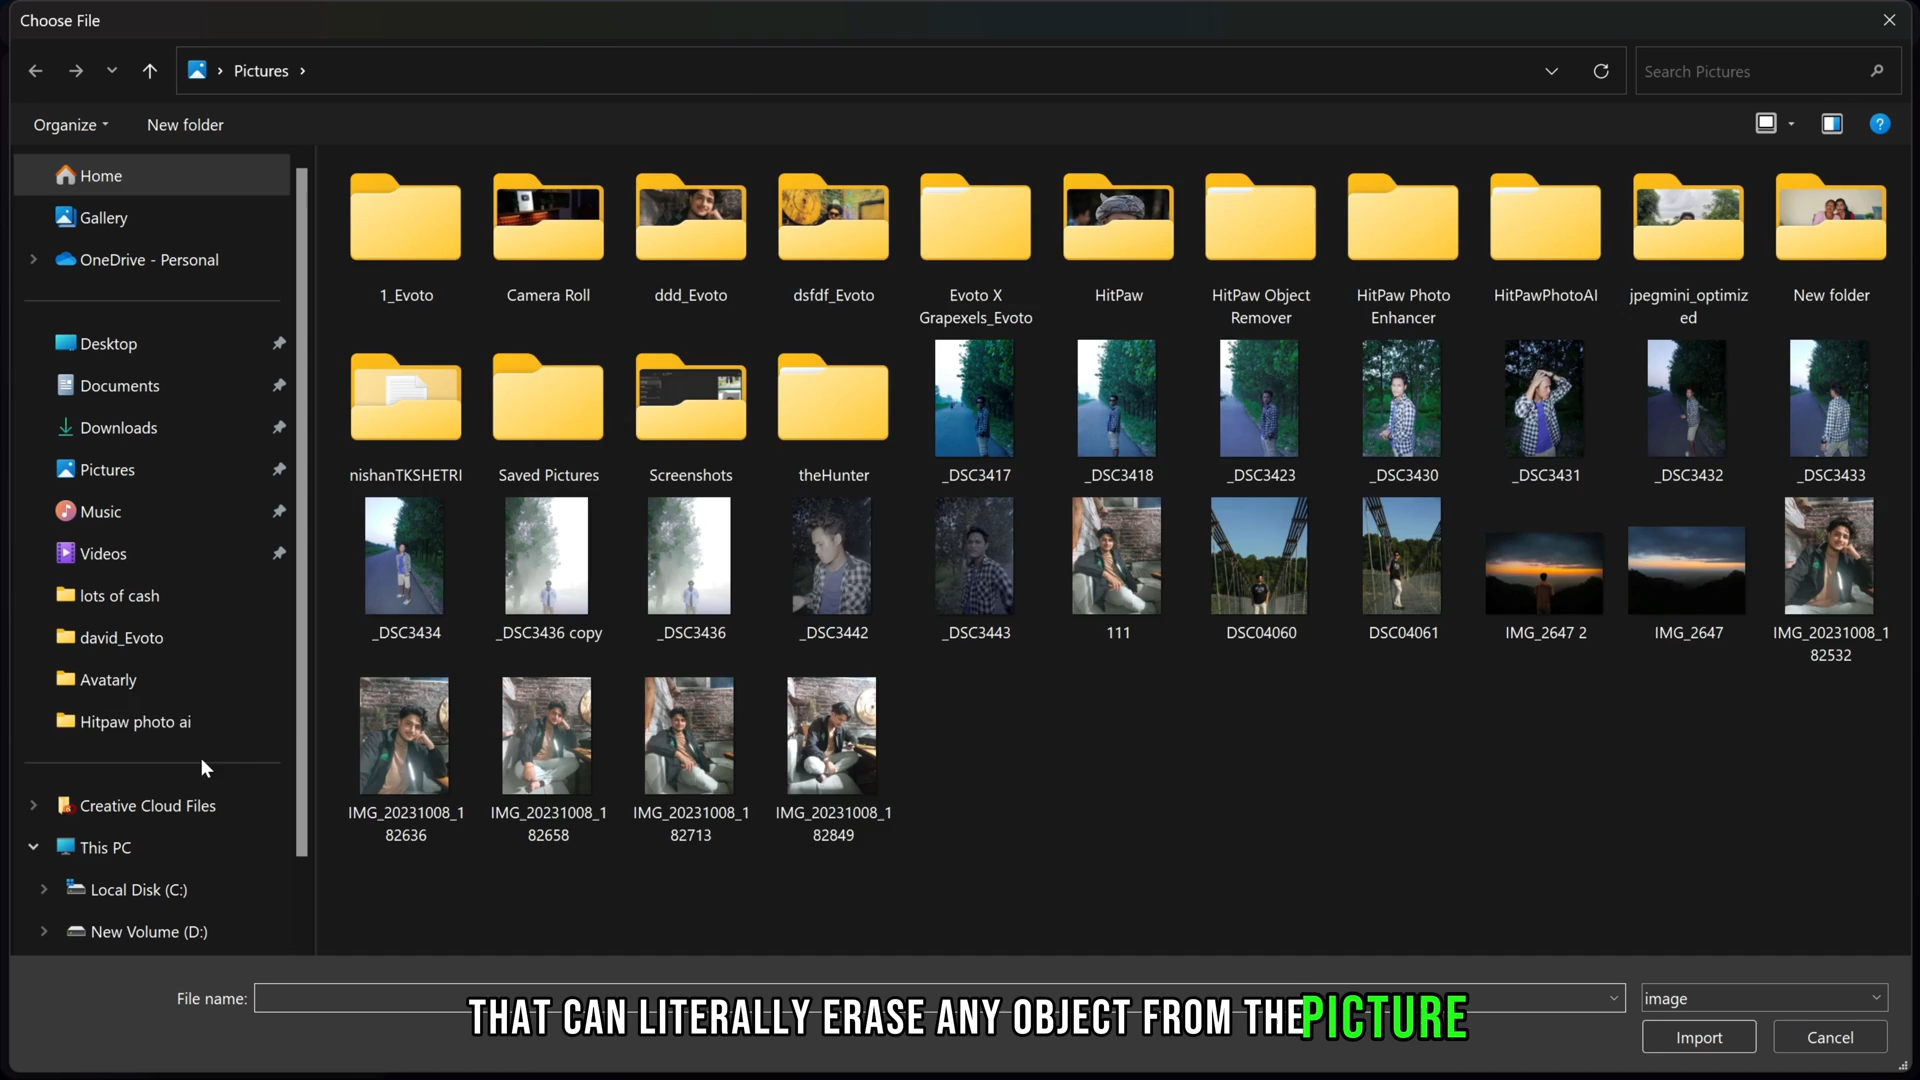 Choose File
Pictures
Search Pictures
Organize
New folder
Home
Gallery
OneDrive - Personal
Desktop
Documents
Downloads
Pictures
Music
Videos
lots of cash
david_Evoto
Avatarly
Hitpaw photo ai
Creative Cloud Files
This PC
Local Disk (C:)
New Volume (D:)
1_Evoto
Camera Roll
ddd_Evoto
dsfdf_Evoto
Evoto X
Grapexels_Evoto
HitPaw
HitPaw Object
Remover
HitPaw Photo
Enhancer
HitPawPhotoAI
jpegmini_optimiz
ed
New folder
nishanTKSHETRI
Saved Pictures
Screenshots
theHunter
_DSC3417
_DSC3418
_DSC3423
_DSC3430
_DSC3431
_DSC3432
_DSC3433
_DSC3434
_DSC3436 copy
_DSC3436
_DSC3442
_DSC3443
111
DSC04060
DSC04061
IMG_2647 2
IMG_2647
IMG_20231008_1
82532
IMG_20231008_1
82636
IMG_20231008_1
82658
IMG_20231008_1
82713
IMG_20231008_1
82849
File name:
image
THAT CAN LITERALLY ERASE ANY OBJECT FROM THE PICTURE
Import
Cancel